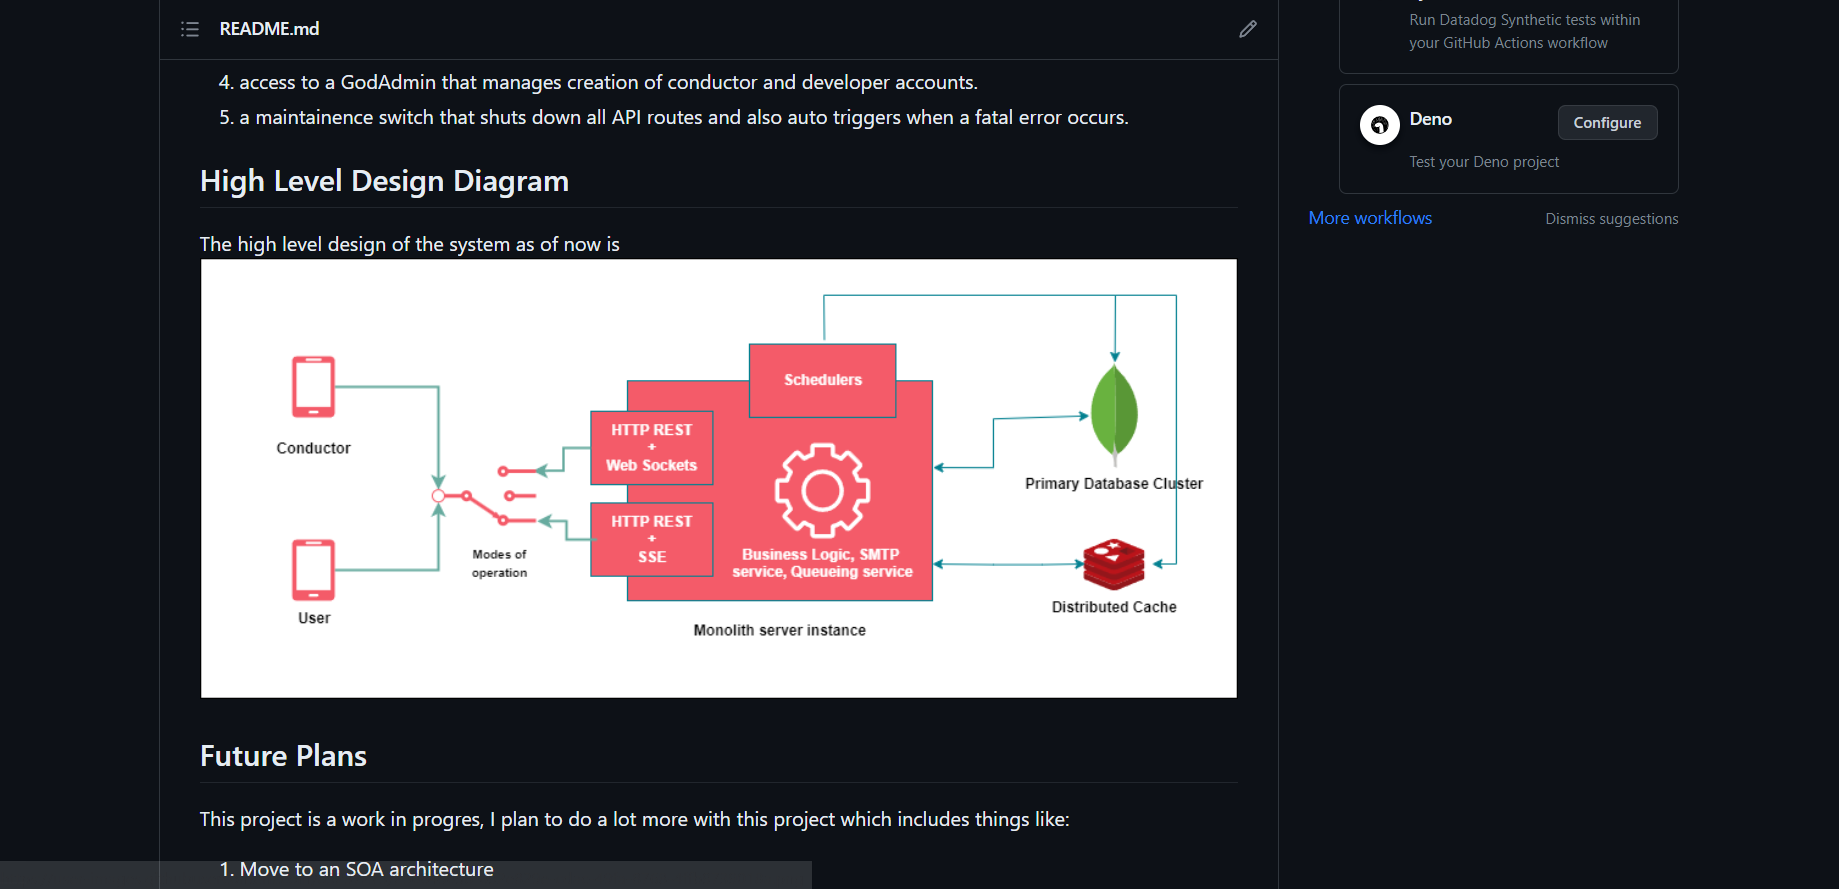 README.md
4. access to a GodAdmin that manages creation of conductor and developer accounts.
5. a maintainence switch that shuts down all API routes and also auto triggers when a fatal error occurs.
High Level Design Diagram
The high level design of the system as of now is
Conductor
User
Modes of
operation
HTTP REST
+
Web Sockets
HTTP REST
+
SSE
Schedulers
Business Logic, SMTP
service, Queueing service
Monolith server instance
Primary Database Cluster
Distributed Cache
Future Plans
This project is a work in progres, I plan to do a lot more with this project which includes things like:
1. Move to an SOA architecture
Run Datadog Synthetic tests within
your GitHub Actions workflow
Deno
Configure
Test your Deno project
More workflows
Dismiss suggestions